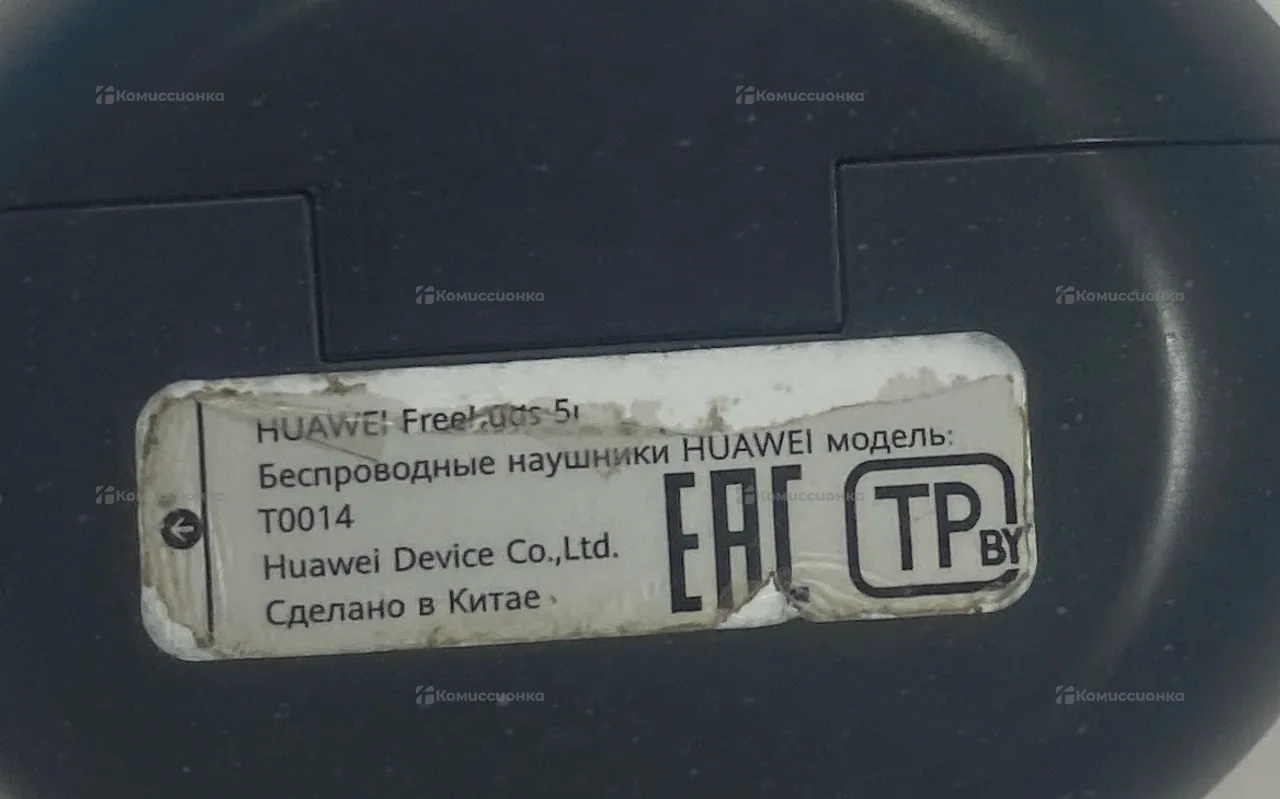 Комиссионка
Комиссионка
Комиссионка
Комиссионка
HUAWEI
Беспроводные наушники HUAWEI модель:
T0014
Huawei Device Co.,Ltd.
Сделано в Китае
EAC
TP BY
Комиссионка
Комиссионка
Комиссионка